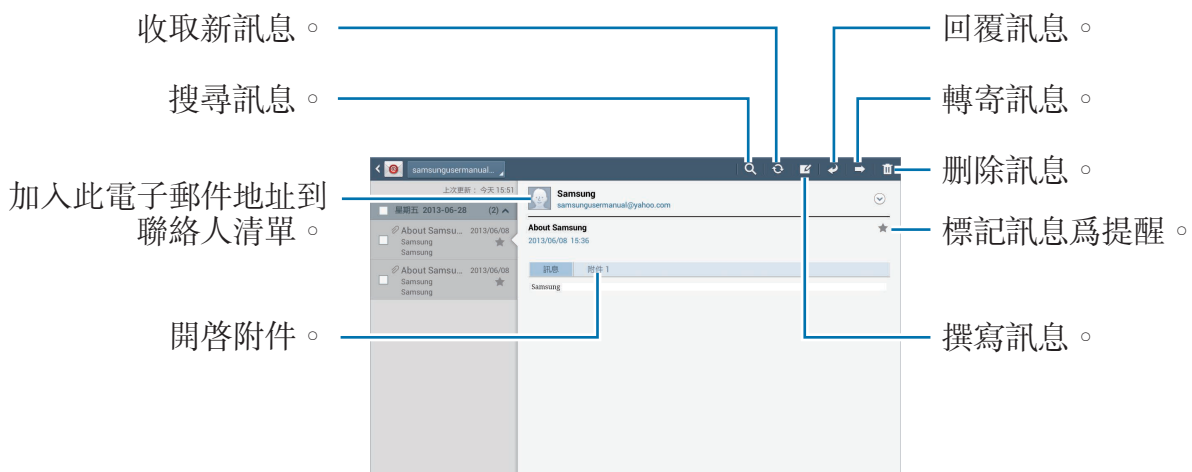 收取新訊息。
回覆訊息。
搜尋訊息。
轉寄訊息。
samsungusermanual...
刪除訊息。
加入此電子郵件地址到
聯絡人清單。
上次更新： 今天 15:51
星期五 2013-06-28 (2)
About Samsu... 2013/06/08
Samsung
Samsung
About Samsu... 2013/06/08
Samsung
Samsung
Samsung
samsungusermanual@yahoo.com
About Samsung
2013/06/08 15:36
標記訊息爲提醒。
訊息 附件 1
Samsung
開啓附件。
撰寫訊息。